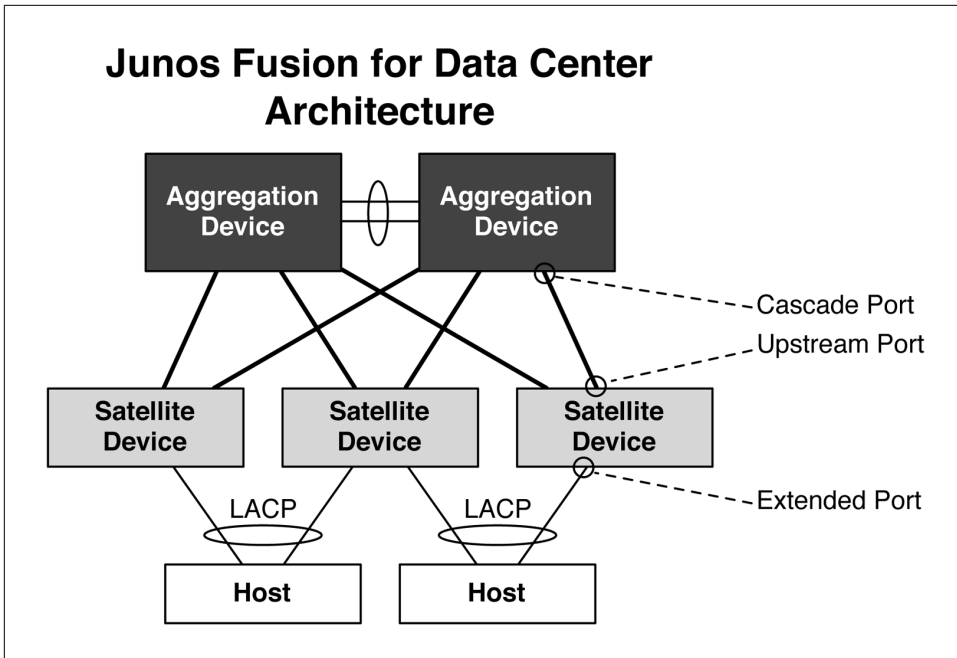 Junos Fusion for Data Center
Architecture
Aggregation
Device
Aggregation
Device
Cascade Port
Upstream Port
Satellite
Device
Satellite
Device
Satellite
Device
Extended Port
LACP
LACP
Host
Host